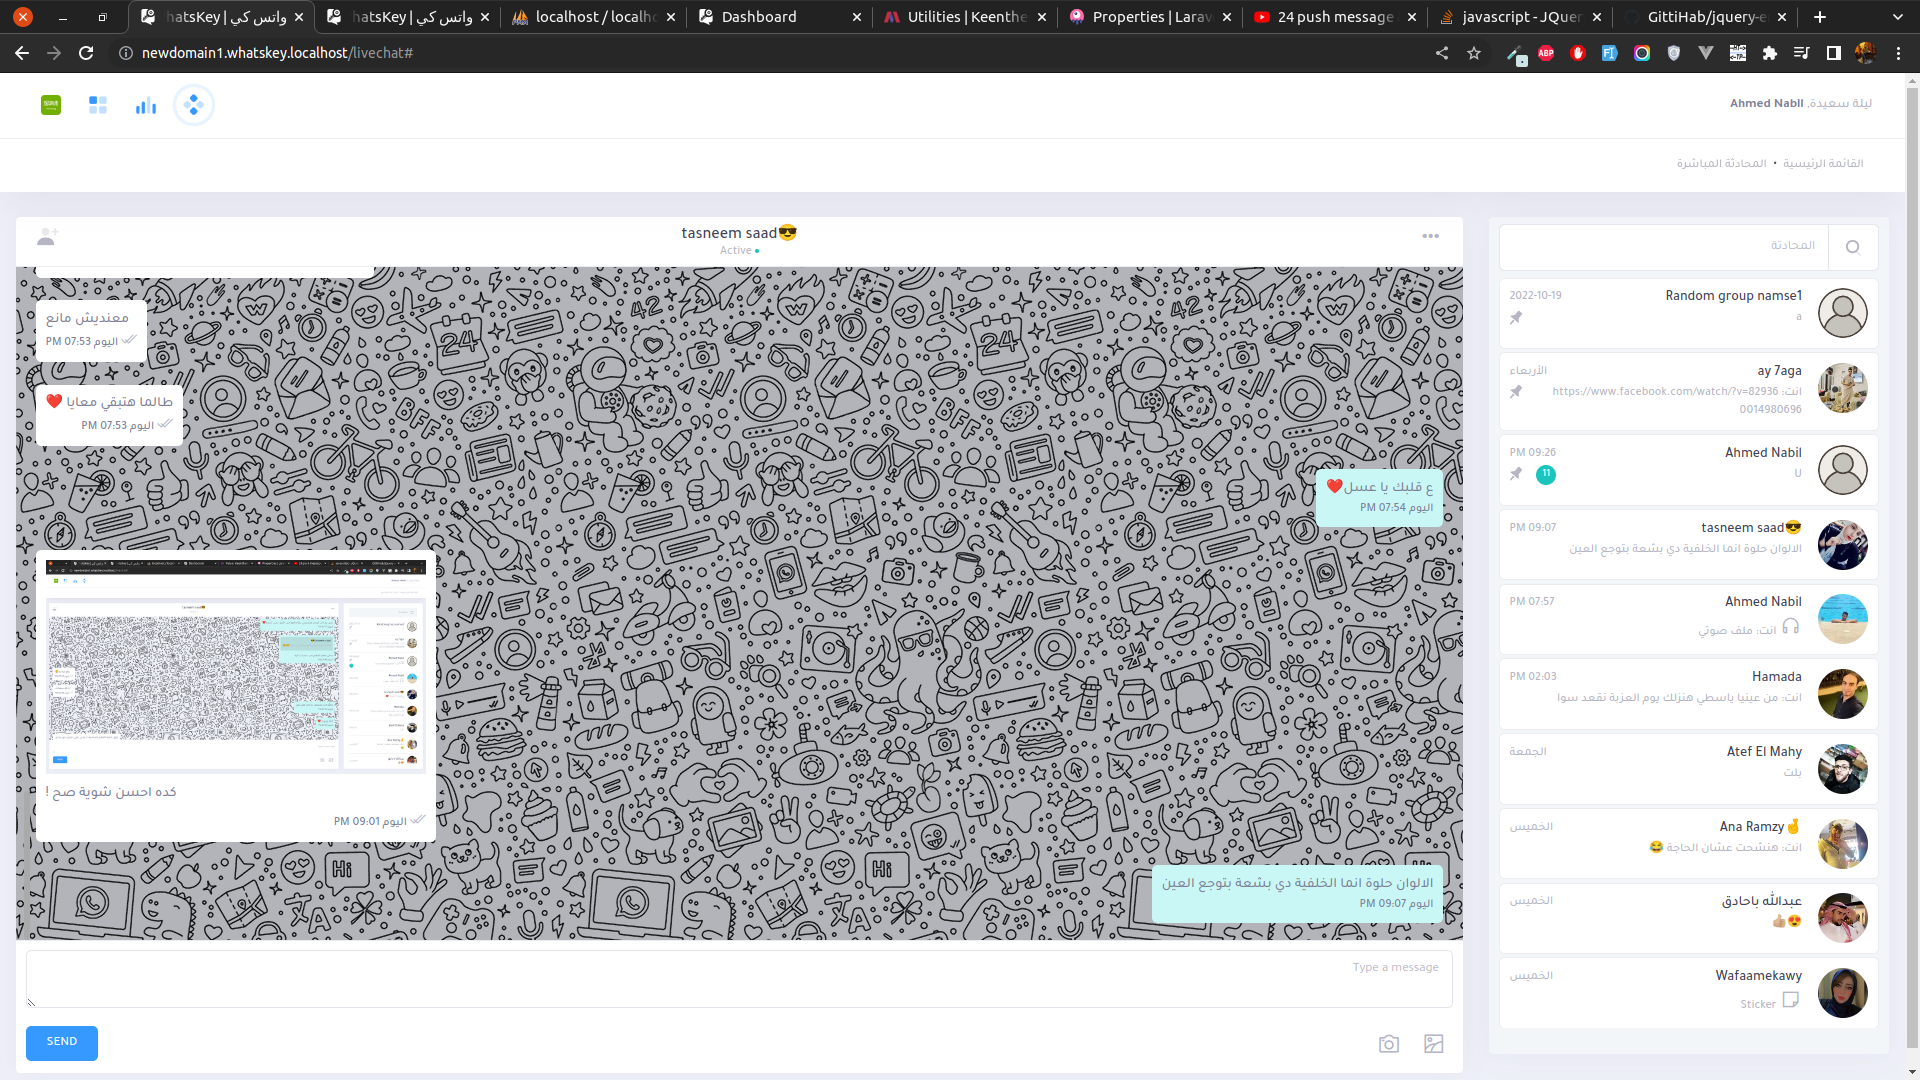 hatsKey | واتس كي
hatsKey | واتس كي
localhost / localho
Dashboard
Utilities | Keenthe
Properties | Larav
24 push message
javascript - JQuer
GittiHab/jquery-e
newdomain1.whatskey.localhost/livechat#
ABP
ليلة سعيدة, Ahmed Nabil
القائمة الرئيسية • المحادثة المباشرة
tasneem saad😎
Active
معنديش مانع
اليوم 07:53 PM
طالما هتبقي معايا ❤️
اليوم 07:53 PM
ع قلبك يا عسل❤️
اليوم 07:54 PM
كده احسن شوية صح !
اليوم 09:01 PM
الالوان حلوة انما الخلفية دي بشعة بتوجع العين
اليوم 09:07 PM
Type a message
SEND
المحادثة
Random group namse1
2022-10-19
a
ay 7aga
الأربعاء
انت: https://www.facebook.com/watch/?v=82936
0014980696
Ahmed Nabil
09:26 PM
U
11
tasneem saad😎
09:07 PM
الالوان حلوة انما الخلفية دي بشعة بتوجع العين
Ahmed Nabil
07:57 PM
انت: ملف صوتي
Hamada
02:03 PM
انت: من عينيا ياسطي هنزلك يوم العزبة نقعد سوا
Atef El Mahy
الجمعة
بلت
Ana Ramzy🤞
الخميس
انت: هنشحت عشان الحاجة 😂
عبدالله باحاذق
الخميس
👍🏼😍
Wafaamekawy
الخميس
Sticker